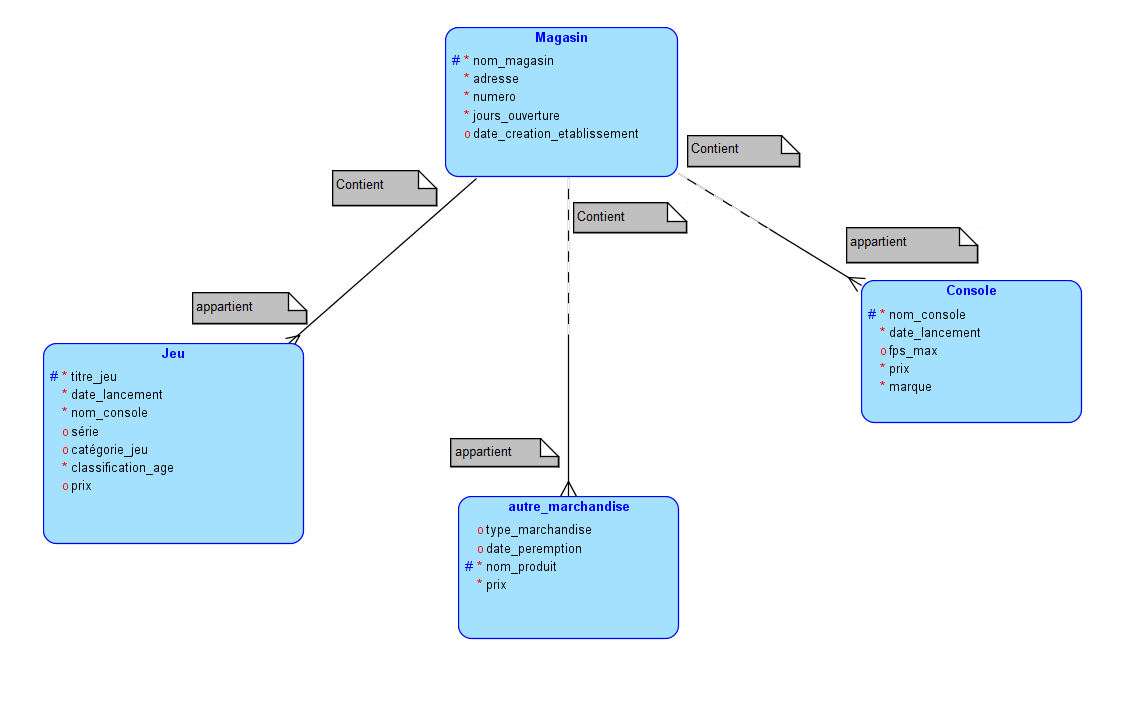 Magasin
# * nom_magasin
* adresse
* numero
* jours_ouverture
o date_creation_etablissement
Contient
Contient
Contient
appartient
appartient
Console
# * nom_console
* date_lancement
o fps_max
* prix
* marque
Jeu
# * titre_jeu
* date_lancement
* nom_console
o série
o catégorie_jeu
* classification_age
o prix
appartient
autre_marchandise
o type_marchandise
o date_peremption
# * nom_produit
* prix